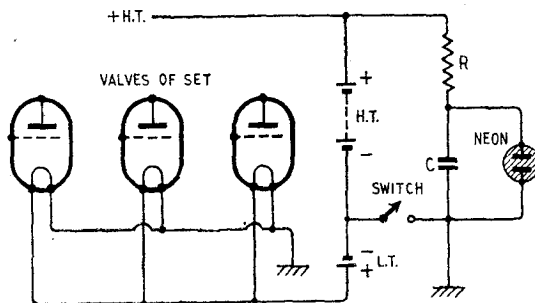 + H.T.
VALVES OF SET
R
+
H.T.
NEON
C
−
SWITCH
−
L.T.
+